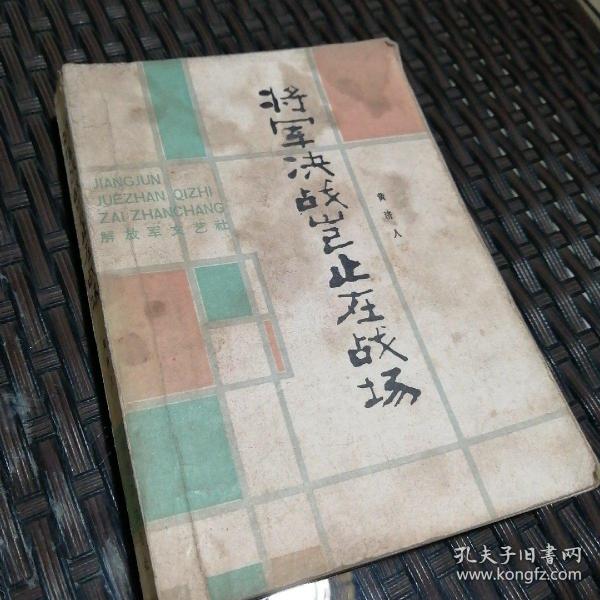 将军决战岂止在战场
黄济人
JIANGJUN
JUEZHAN QIZHI
ZAI ZHANCHANG
解放军文艺社
孔夫子旧书网
www.kongfz.com